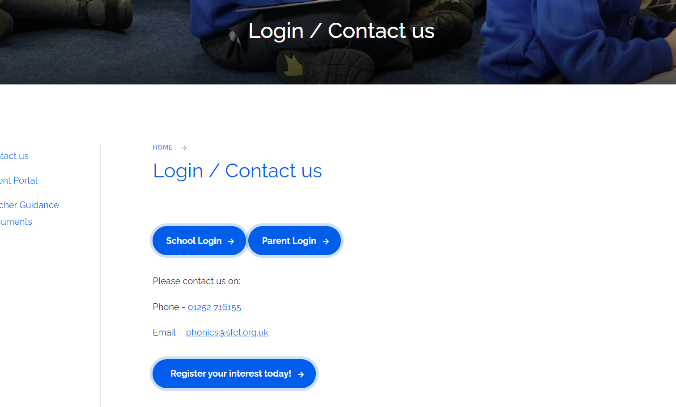 Login / Contact us
HOME →
Login / Contact us
tact us
ent Portal
cher Guidance
uments
School Login → Parent Login →
Please contact us on:
Phone - 01252 716155
Email - phonics@sfct.org.uk
Register your interest today! →